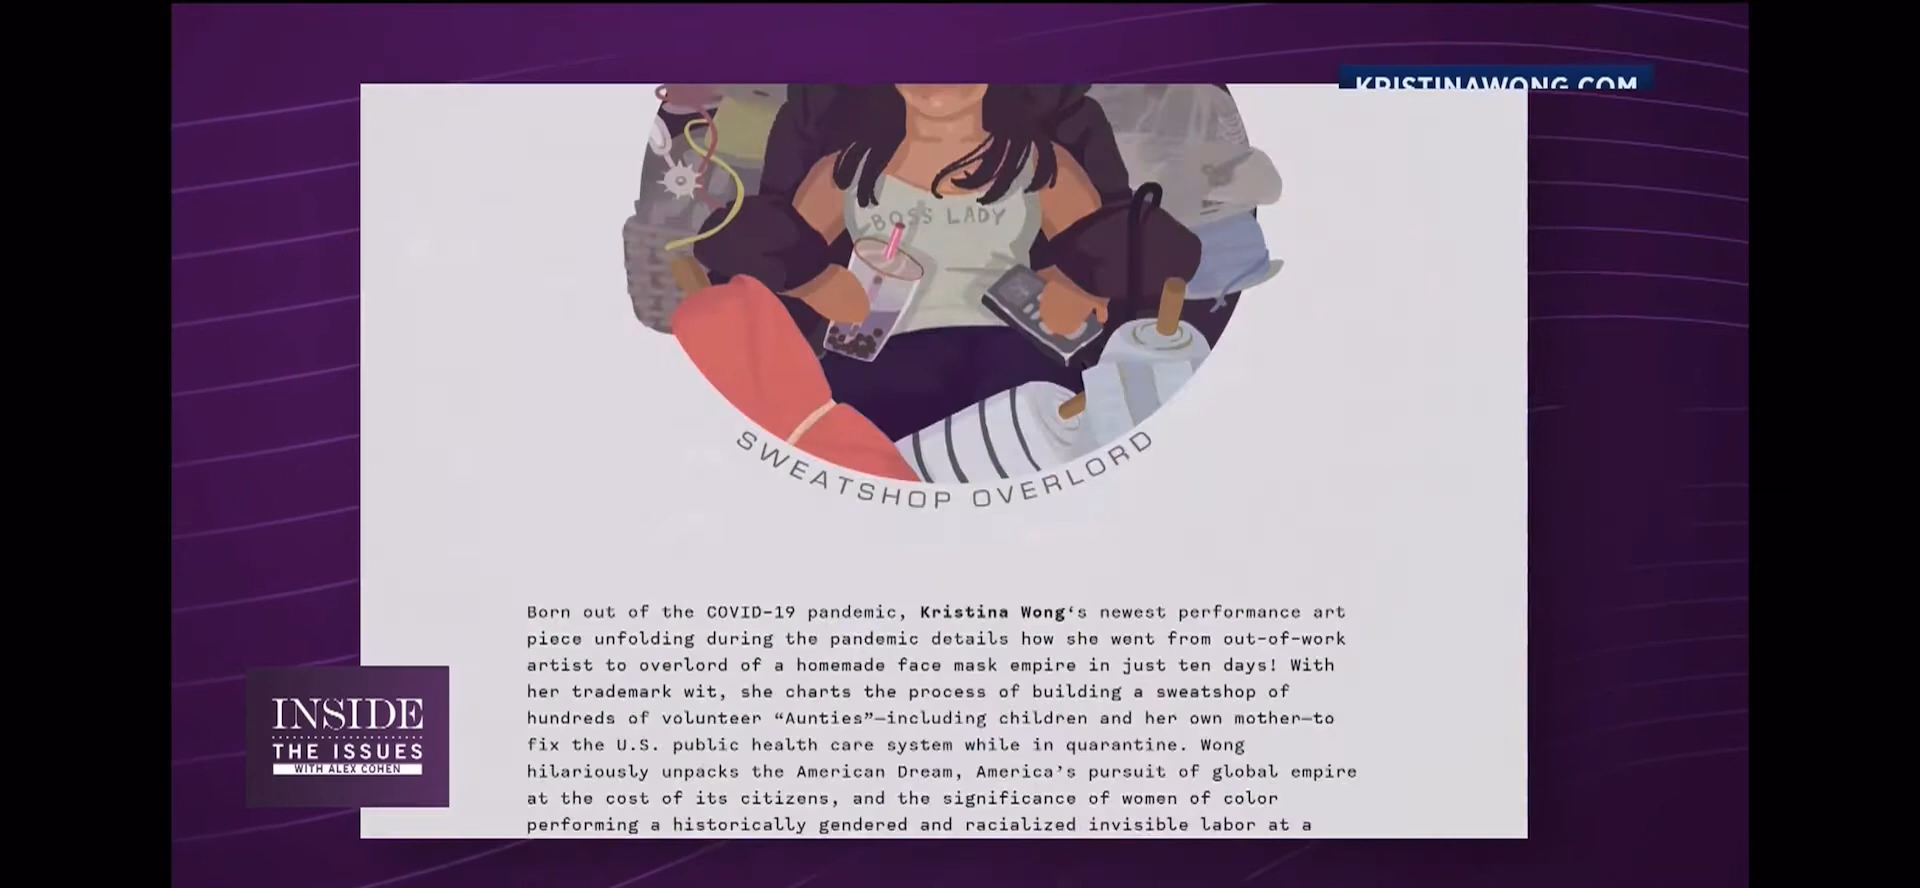 KRISTINAWONG.COM
BOSS LADY
SWEATSHOP OVERLORD
Born out of the COVID-19 pandemic, Kristina Wong‘s newest performance art
piece unfolding during the pandemic details how she went from out-of-work
artist to overlord of a homemade face mask empire in just ten days! With
her trademark wit, she charts the process of building a sweatshop of
hundreds of volunteer “Aunties”—including children and her own mother—to
fix the U.S. public health care system while in quarantine. Wong
hilariously unpacks the American Dream, America’s pursuit of global empire
at the cost of its citizens, and the significance of women of color
performing a historically gendered and racialized invisible labor at a
INSIDE
THE ISSUES
WITH ALEX COHEN